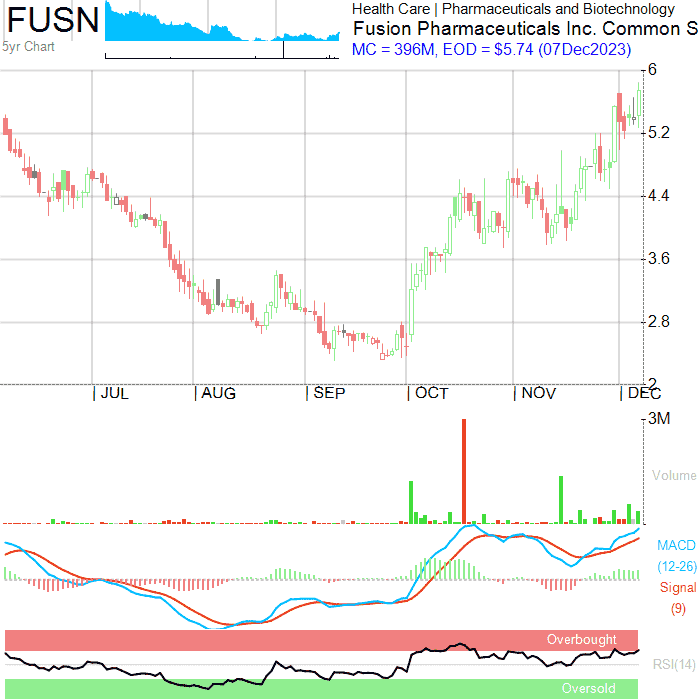 FUSN
5yr Chart
Health Care | Pharmaceuticals and Biotechnology
Fusion Pharmaceuticals Inc. Common S
MC = 396M, EOD = $5.74 (07Dec2023)
6
5.2
4.4
3.6
2.8
2
JUL AUG SEP OCT NOV DEC
3M
Volume
MACD
(12-26)
Signal
(9)
Overbought
RSI(14)
Oversold